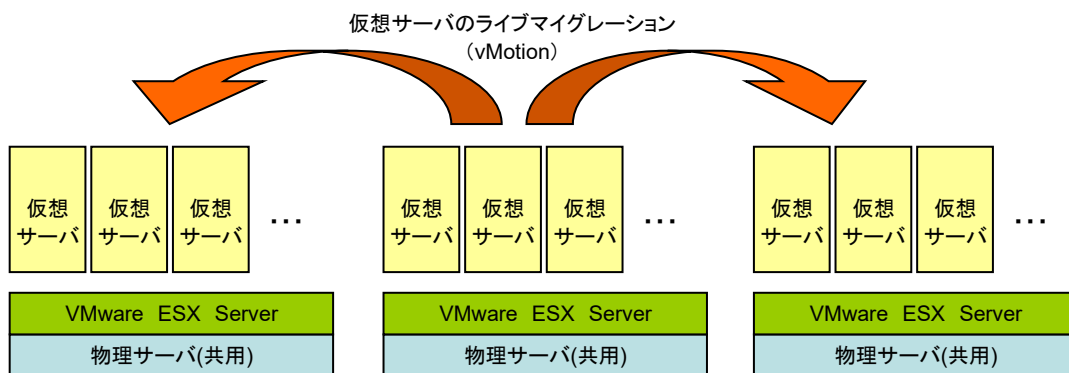 仮想サーバのライブマイグレーション
（vMotion）
仮想
サーバ
仮想
サーバ
仮想
サーバ
...
仮想
サーバ
仮想
サーバ
仮想
サーバ
...
仮想
サーバ
仮想
サーバ
仮想
サーバ
...
VMware ESX Server
物理サーバ(共用)
VMware ESX Server
物理サーバ(共用)
VMware ESX Server
物理サーバ(共用)